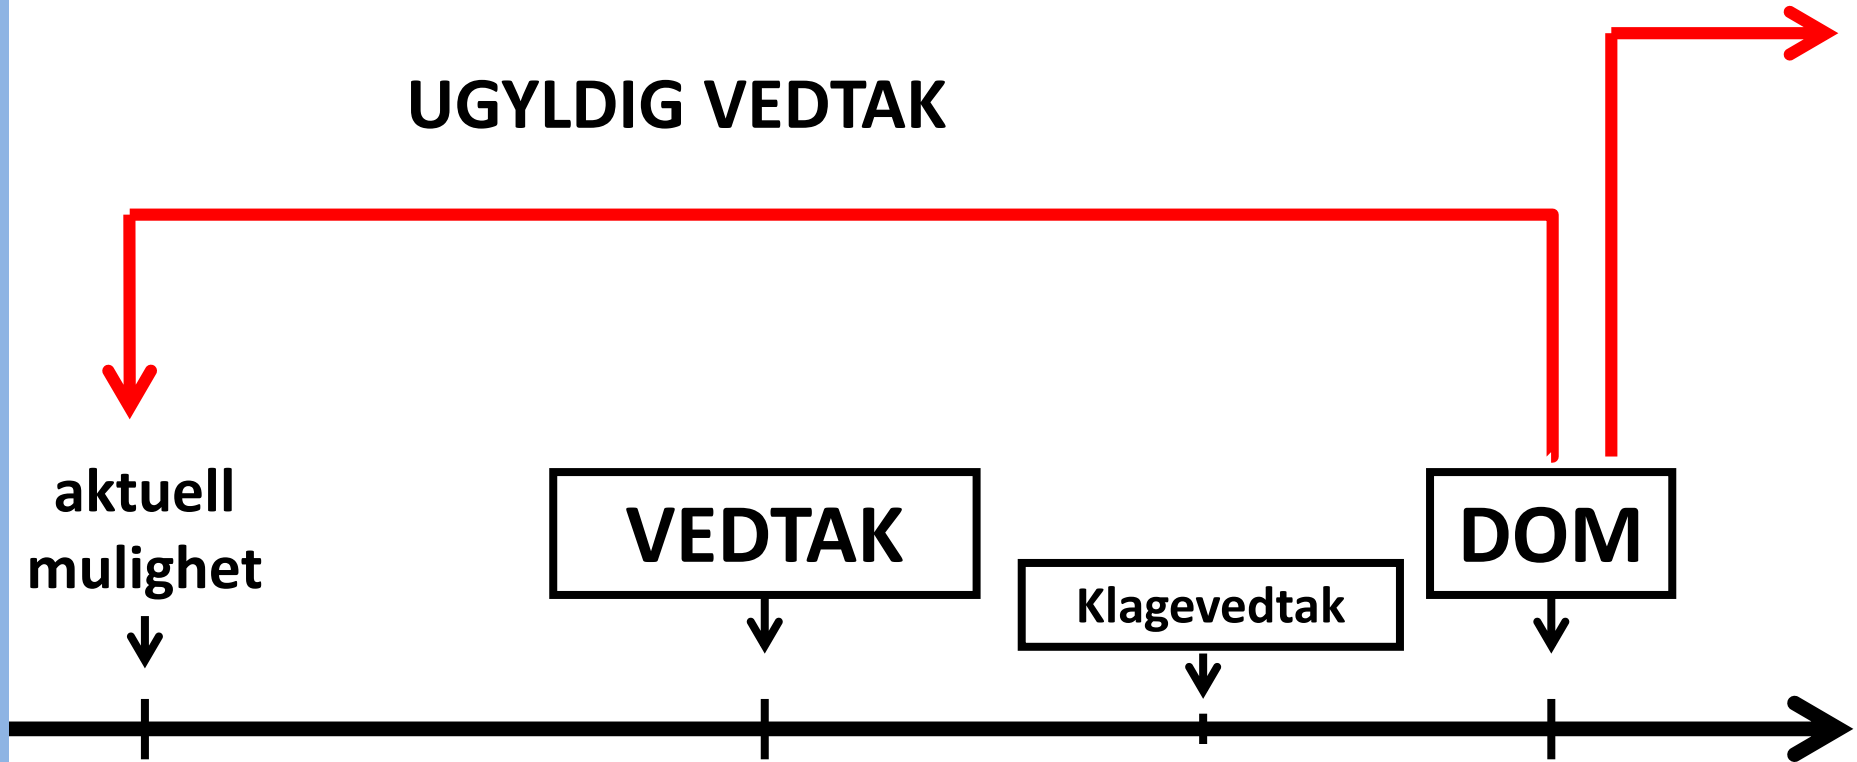 UGYLDIG VEDTAK
aktuell
mulighet
VEDTAK
Klagevedtak
DOM